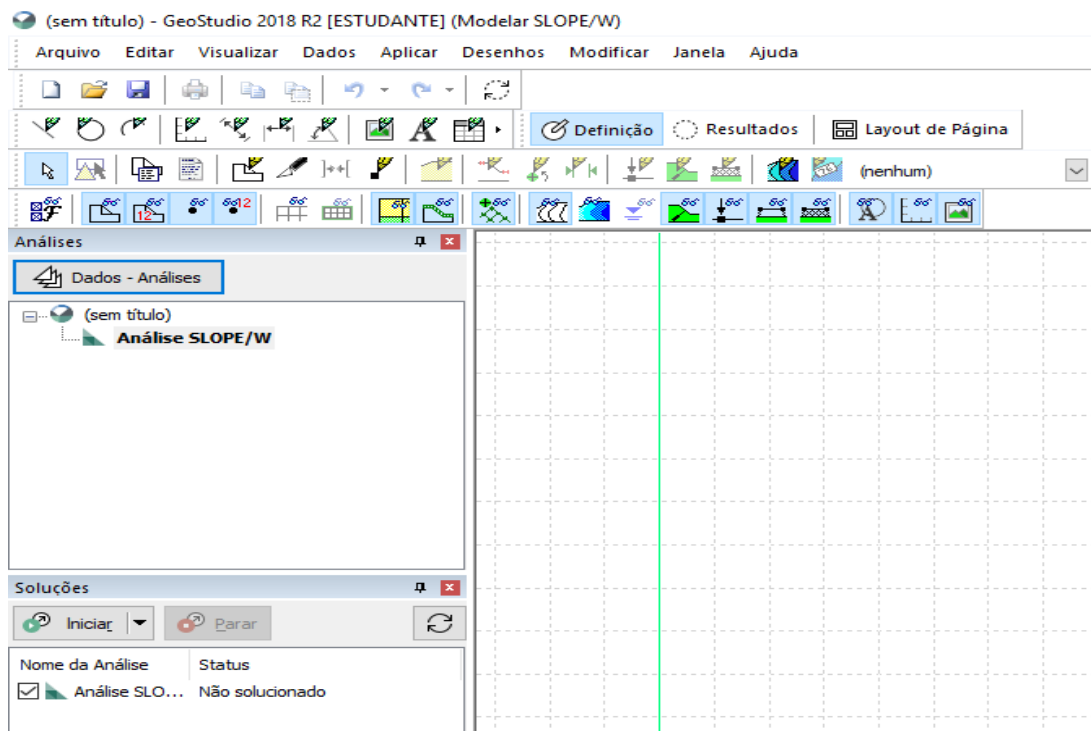 (sem título) - GeoStudio 2018 R2 [ESTUDANTE] (Modelar SLOPE/W)
Arquivo Editar Visualizar Dados Aplicar Desenhos Modificar Janela Ajuda
Definição Resultados Layout de Página
(nenhum)
12 12
Análises
Dados - Análises
(sem título)
Análise SLOPE/W
Soluções
Iniciar Parar
Nome da Análise Status
Análise SLO... Não solucionado